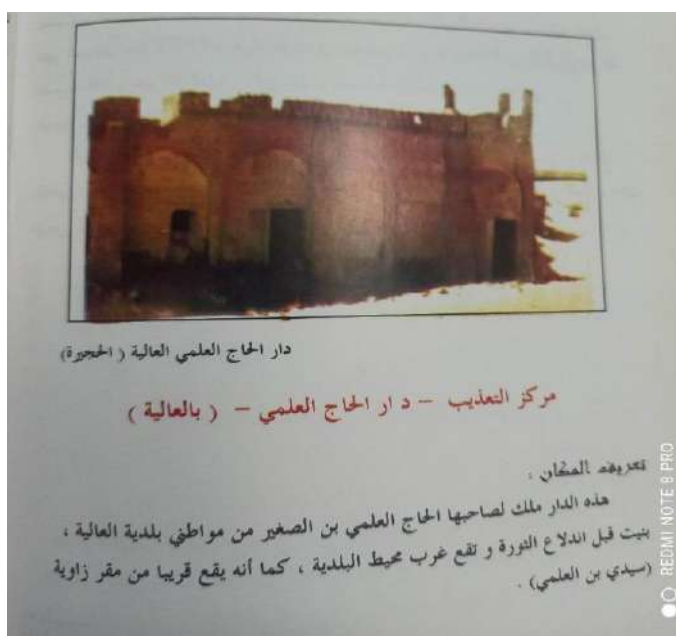 دار الحاج العلمي العالية ( الحجيرة)
مركز التعذيب – د ار الحاج العلمي – ( بالعالية )
تعريف المكان :
هذه الدار ملك لصاحبها الحاج العلمي بن الصغير من مواطني بلدية العالية ،
بنيت قبل اندلاع الثورة و تقع غرب محيط البلدية ، كما أنه يقع قريبا من مقر زاوية
(سيدي بن العلمي) .
REDMI NOTE 8 PRO